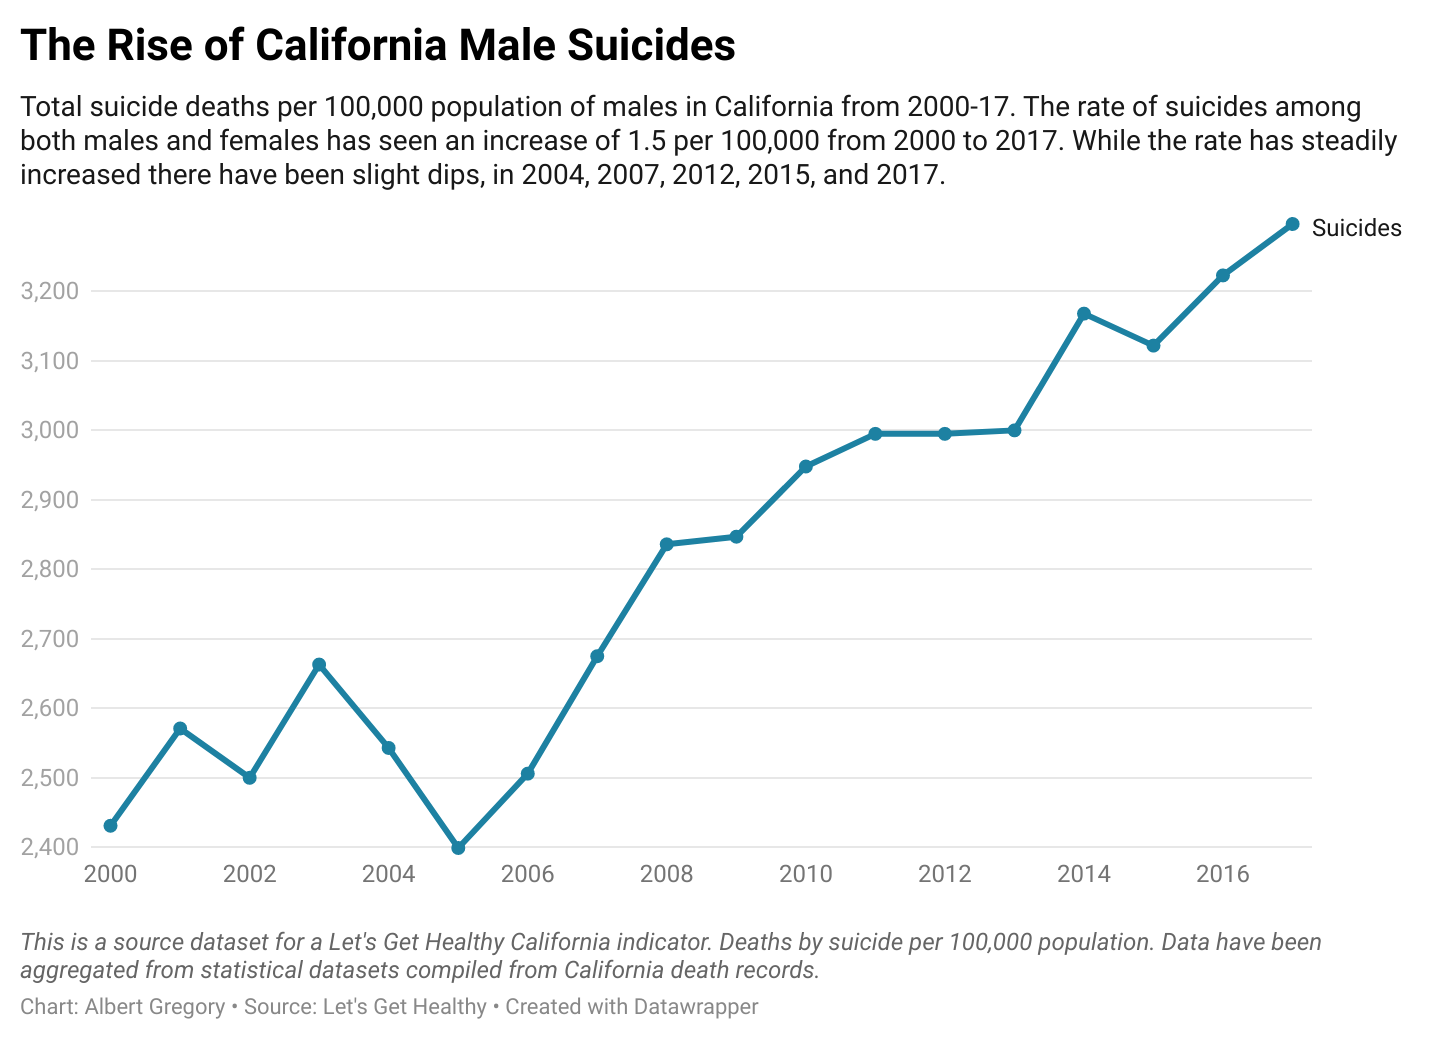 The Rise of California Male Suicides
Total suicide deaths per 100,000 population of males in California from 2000-17. The rate of suicides among
both males and females has seen an increase of 1.5 per 100,000 from 2000 to 2017. While the rate has steadily
increased there have been slight dips, in 2004, 2007, 2012, 2015, and 2017.
Suicides
3,200
3,100
3,000
2,900
2,800
2,700
2,600
2,500
2,400
2000 2002 2004 2006 2008 2010 2012 2014 2016
This is a source dataset for a Let's Get Healthy California indicator. Deaths by suicide per 100,000 population. Data have been
aggregated from statistical datasets compiled from California death records.
Chart: Albert Gregory • Source: Let's Get Healthy • Created with Datawrapper